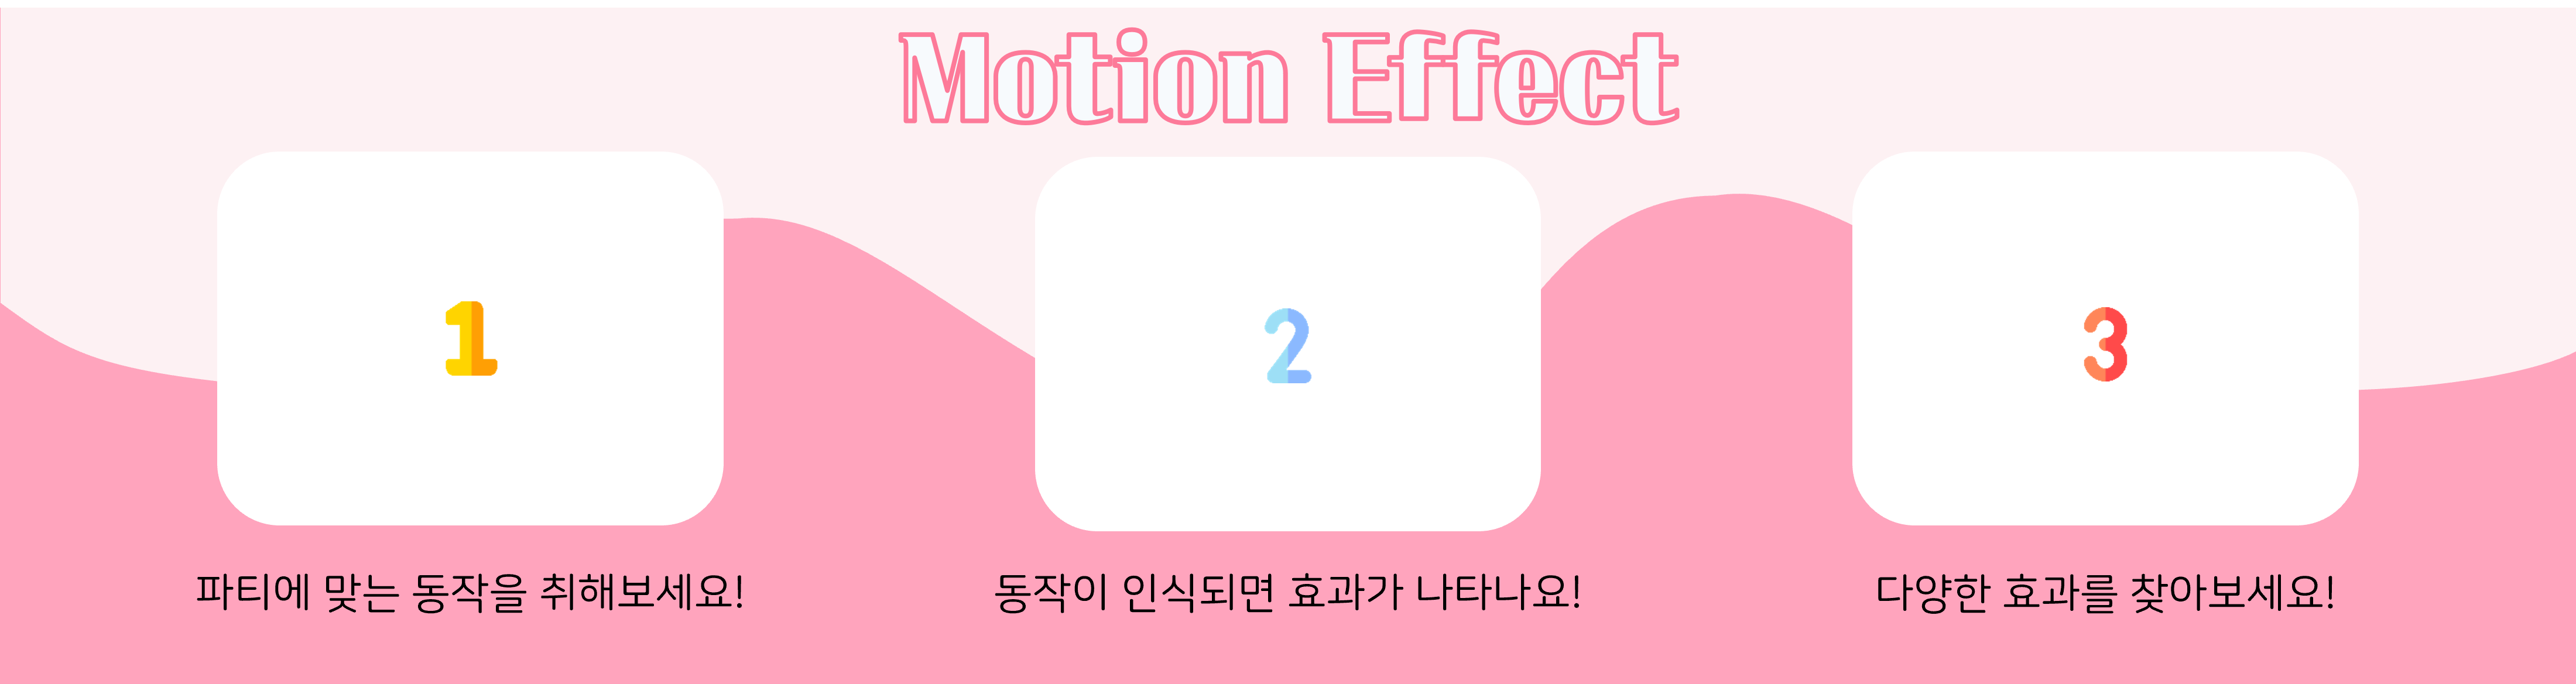 Motion Effect
1
2
3
파티에 맞는 동작을 취해보세요!
동작이 인식되면 효과가 나타나요!
다양한 효과를 찾아보세요!